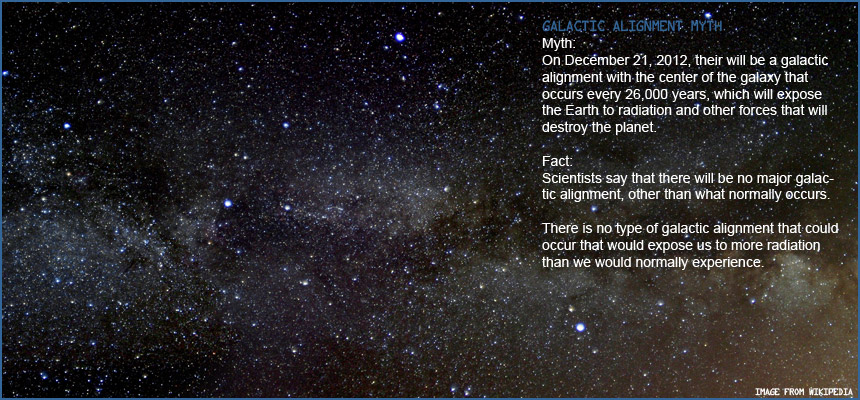 GALACTIC ALIGNMENT MYTH
Myth:
On December 21, 2012, their will be a galactic
alignment with the center of the galaxy that
occurs every 26,000 years, which will expose
the Earth to radiation and other forces that will
destroy the planet.
Fact:
Scientists say that there will be no major galac-
tic alignment, other than what normally occurs.
There is no type of galactic alignment that could
occur that would expose us to more radiation
than we would normally experience.
IMAGE FROM WIKIPEDIA